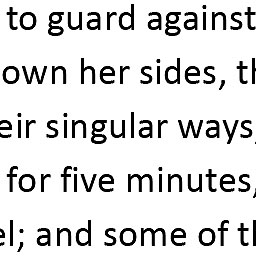 to guard against
own her sides, th
eir singular ways,
for five minutes,
el; and some of th